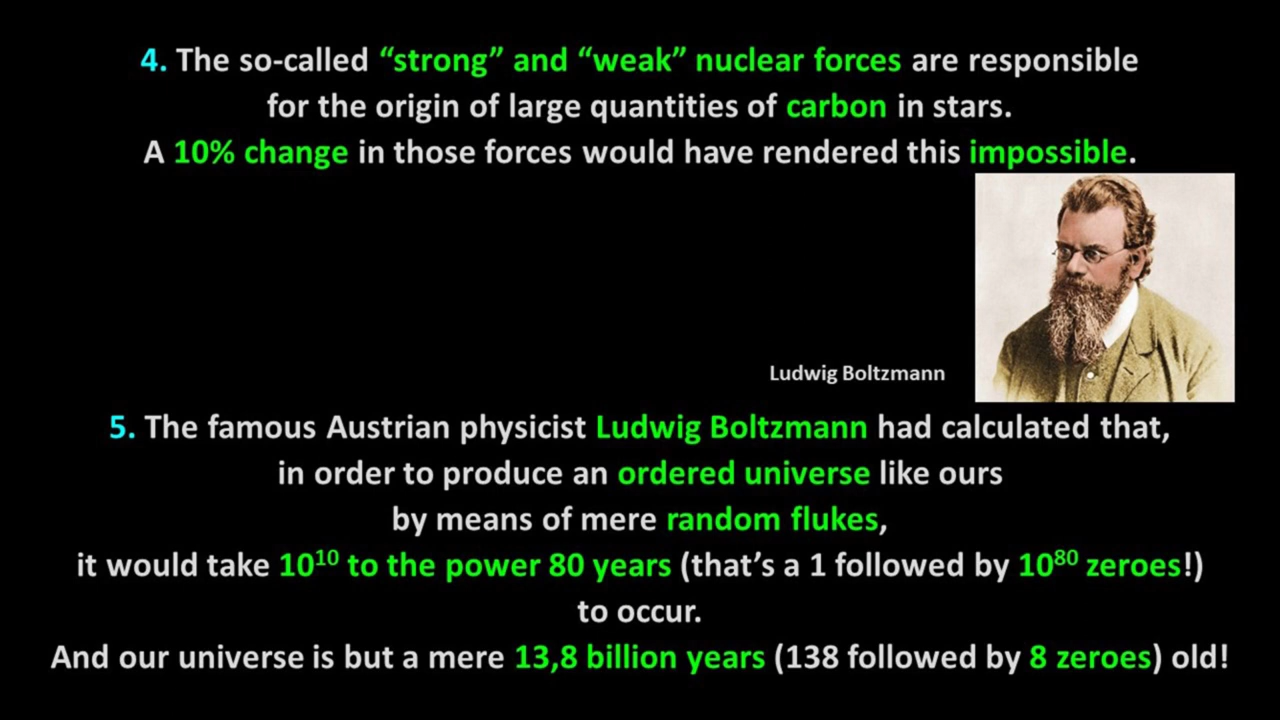 4. The so-called “strong” and “weak” nuclear forces are responsible
for the origin of large quantities of carbon in stars.
A 10% change in those forces would have rendered this impossible.
Ludwig Boltzmann
5. The famous Austrian physicist Ludwig Boltzmann had calculated that,
in order to produce an ordered universe like ours
by means of mere random flukes,
it would take 10¹⁰ to the power 80 years (that’s a 1 followed by 10⁸⁰ zeroes!)
to occur.
And our universe is but a mere 13,8 billion years (138 followed by 8 zeroes) old!